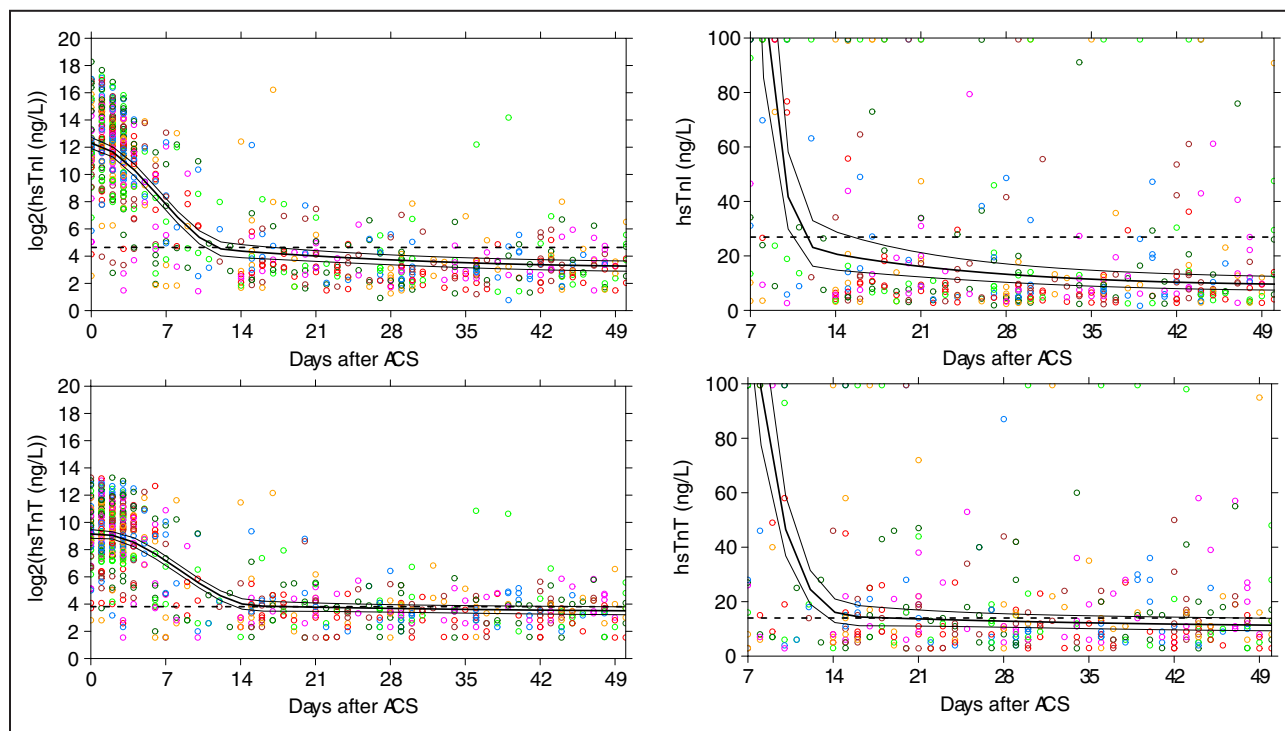 log2(hsTnI (ng/L))
20
18
16
14
12
10
8
6
4
2
0
0 7 14 21 28 35 42 49
Days after ACS
hsTnI (ng/L)
100
80
60
40
20
0
7 14 21 28 35 42 49
Days after ACS
log2(hsTnT (ng/L))
20
18
16
14
12
10
8
6
4
2
0
0 7 14 21 28 35 42 49
Days after ACS
hsTnT (ng/L)
100
80
60
40
20
0
7 14 21 28 35 42 49
Days after ACS